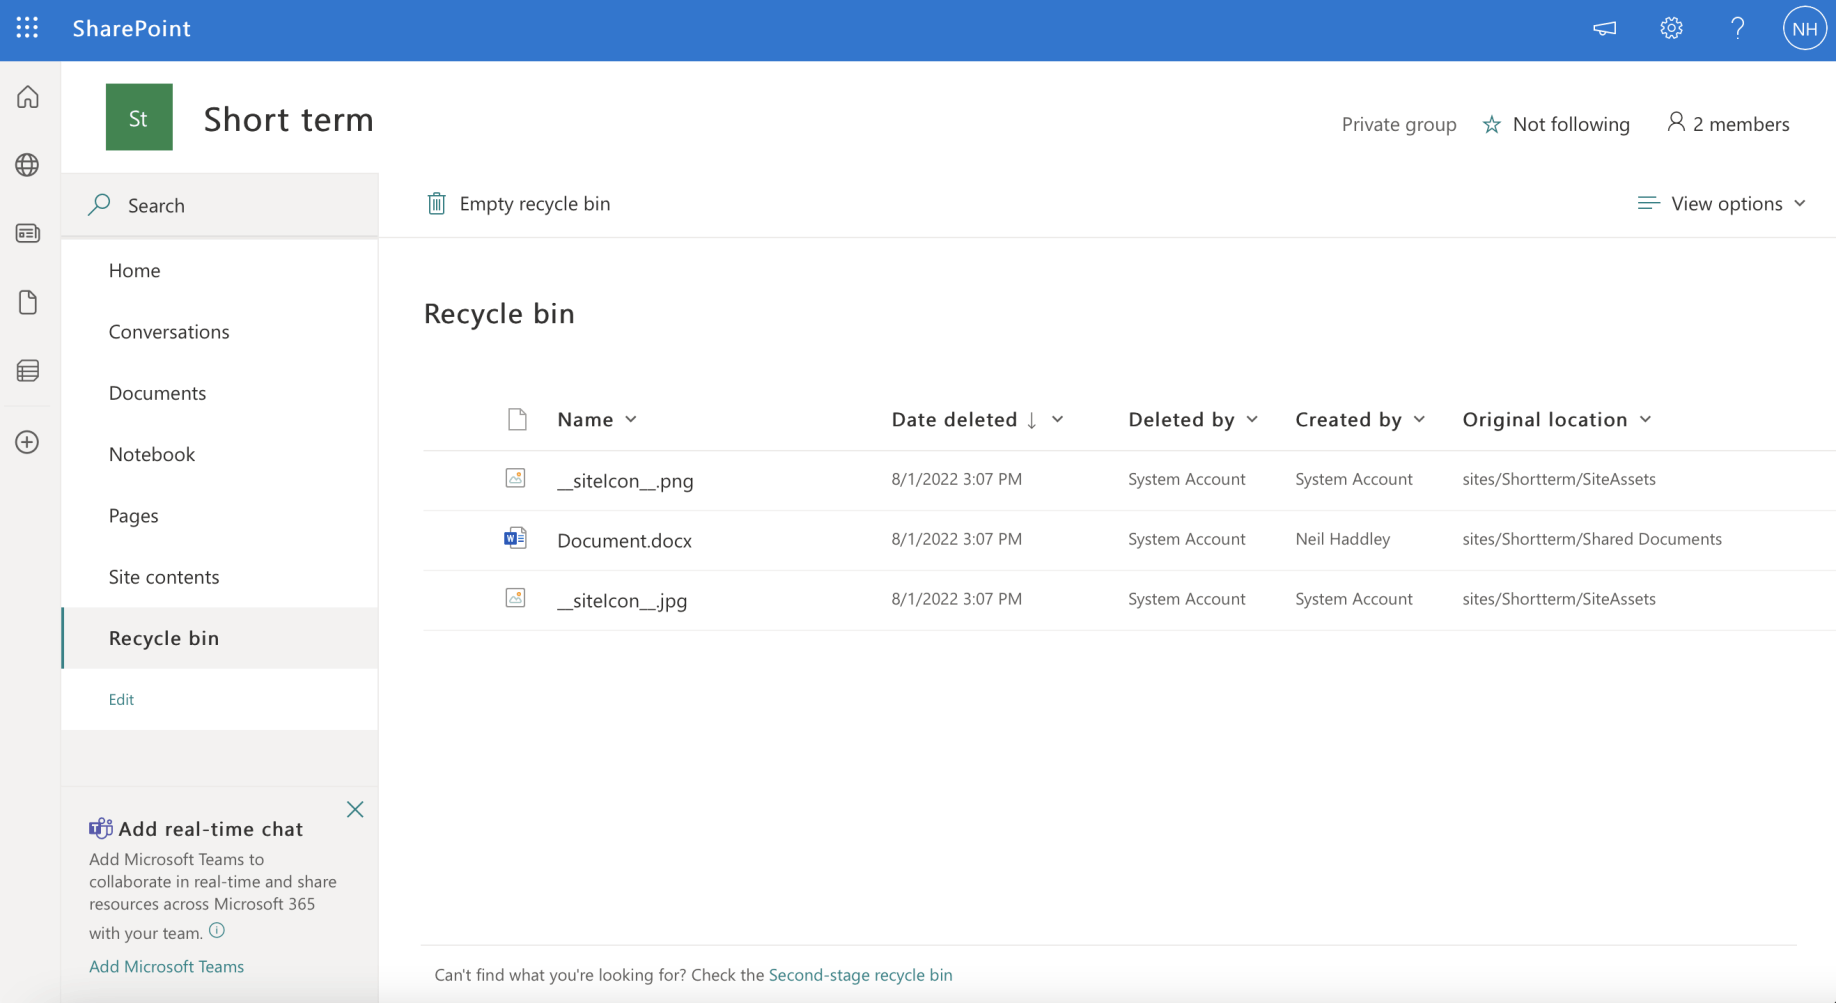 SharePoint
NH
St
Short term
Private group
Not following
2 members
Search
Empty recycle bin
View options
Home
Conversations
Documents
Notebook
Pages
Site contents
Recycle bin
Edit
Add real-time chat
Add Microsoft Teams to
collaborate in real-time and share
resources across Microsoft 365
with your team.
Add Microsoft Teams
Recycle bin
Name Date deleted Deleted by Created by Original location
__siteIcon__.png 8/1/2022 3:07 PM System Account System Account sites/Shortterm/SiteAssets
Document.docx 8/1/2022 3:07 PM System Account Neil Haddley sites/Shortterm/Shared Documents
__siteIcon__.jpg 8/1/2022 3:07 PM System Account System Account sites/Shortterm/SiteAssets
Can't find what you're looking for? Check the Second-stage recycle bin